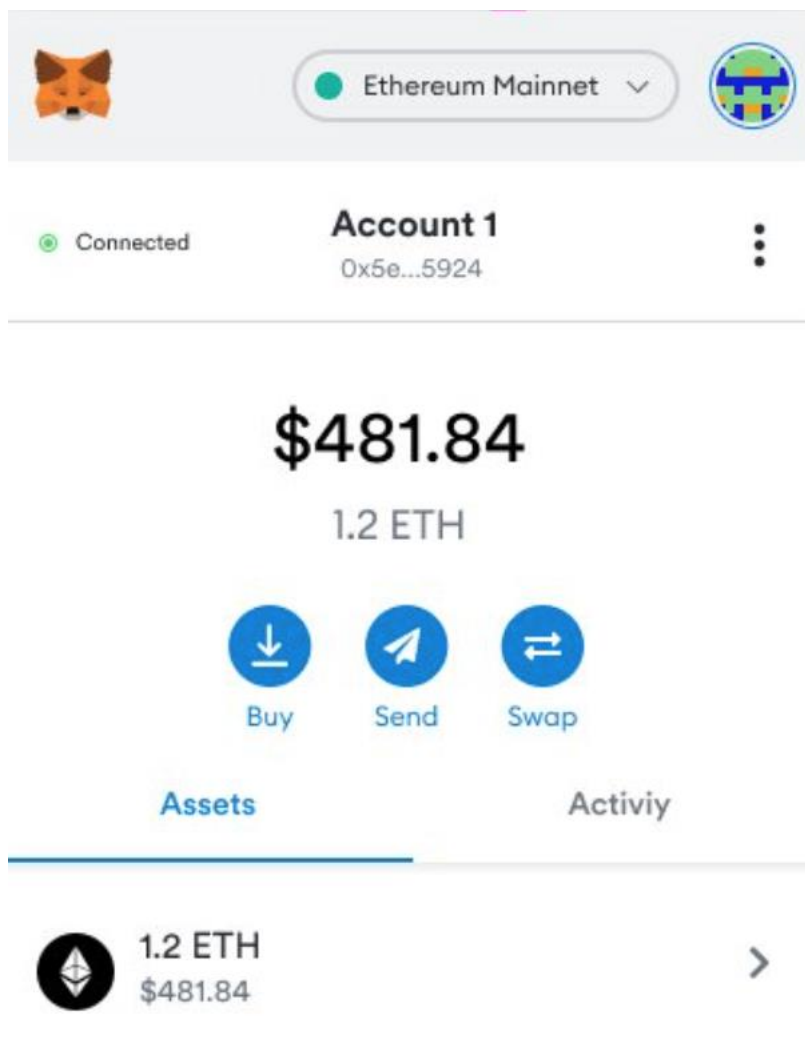 Ethereum Mainnet
Connected
Account 1
0x5e...5924
$481.84
1.2 ETH
Buy Send Swap
Assets Activiy
1.2 ETH
$481.84